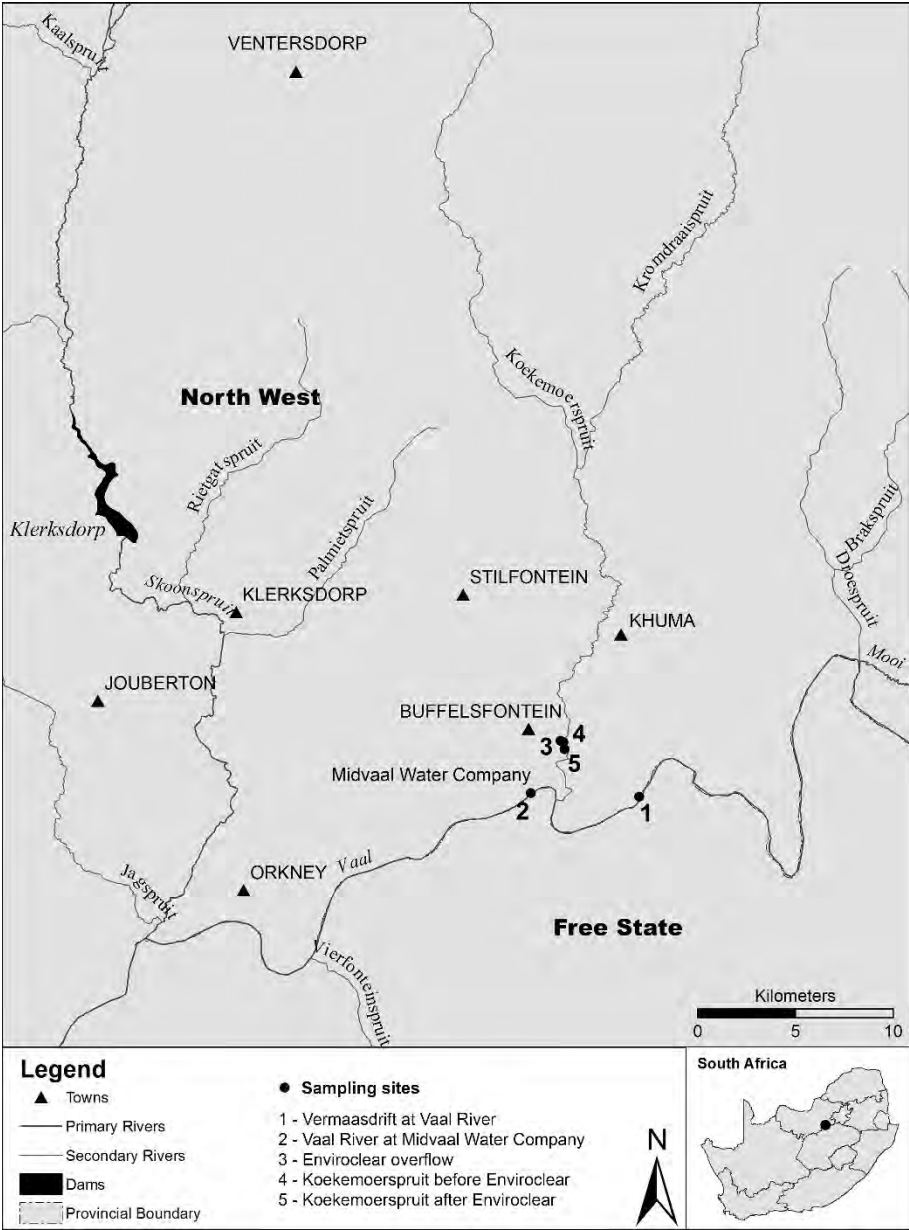 Kaalspruit
VENTERSDORP
Kromdraaispruit
Koekemoerspruit
North West
Rietgatspruit
Palmietspruit
Brakspruit
Klerksdorp
Droespruit
Skoonspruit
KLERKSDORP
STILFONTEIN
KHUMA
Mooi
JOUBERTON
BUFFELSFONTEIN
4
3
5
Midvaal Water Company
2
1
Vaal
ORKNEY
Jagspruit
Free State
Vierfonteinspruit
Kilometers
0 5 10
Legend
Towns
Primary Rivers
Secondary Rivers
Dams
Provincial Boundary
Sampling sites
1 - Vermaasdrift at Vaal River
2 - Vaal River at Midvaal Water Company
3 - Enviroclear overflow
4 - Koekemoerspruit before Enviroclear
5 - Koekemoerspruit after Enviroclear
N
South Africa